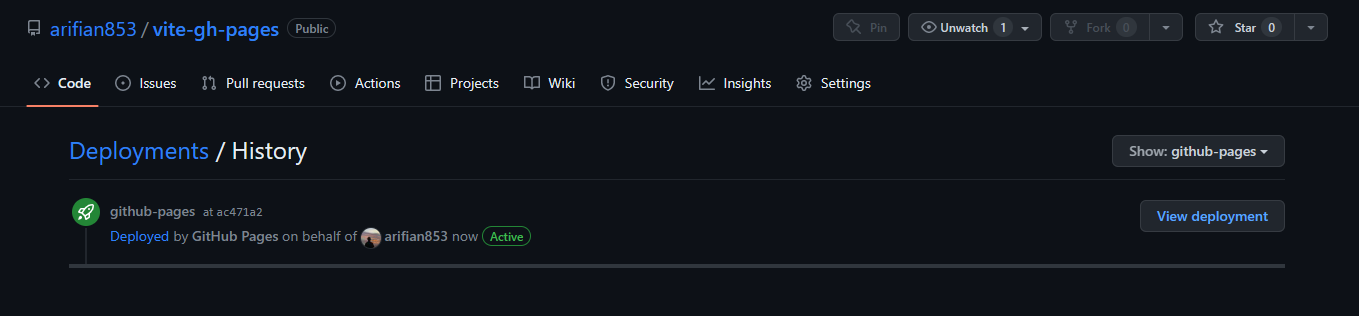 arifian853 / vite-gh-pages Public
Pin Unwatch 1 Fork 0 Star 0
Code Issues Pull requests Actions Projects Wiki Security Insights Settings
Deployments / History
Show: github-pages
github-pages at ac471a2
View deployment
Deployed by GitHub Pages on behalf of arifian853 now Active